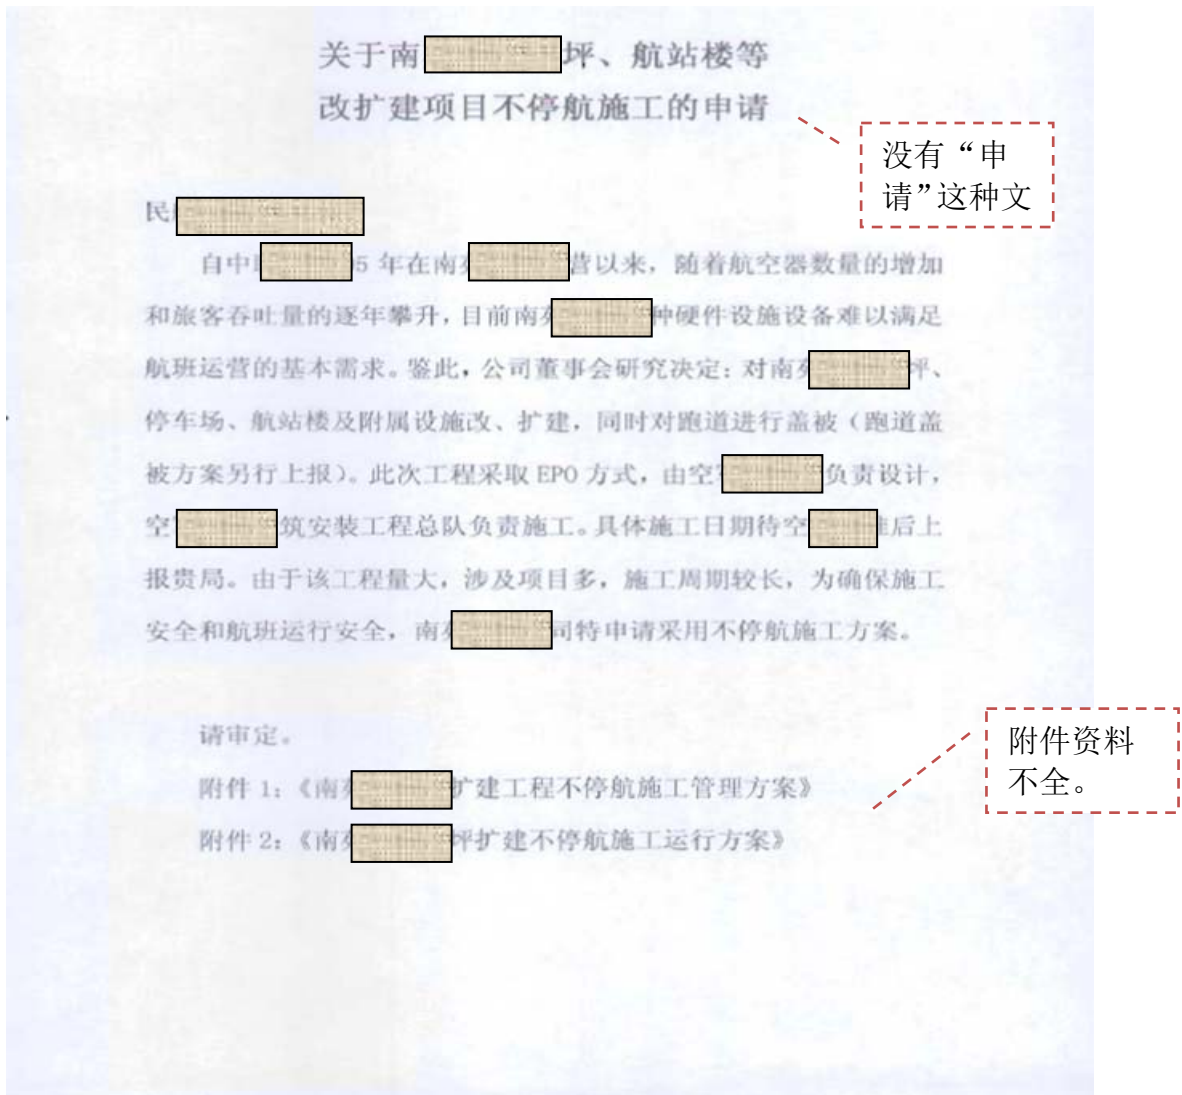 关于南 坪、航站楼等
改扩建项目不停航施工的申请
没有“申
请”这种文
民
自中 5 年在南 营以来，随着航空器数量的增加
和旅客吞吐量的逐年攀升，目前南 种硬件设施设备难以满足
航班运营的基本需求。鉴此，公司董事会研究决定：对南 坪、
停车场、航站楼及附属设施改、扩建，同时对跑道进行盖被（跑道盖
被方案另行上报）。此次工程采取 EPO 方式，由空 负责设计，
空 筑安装工程总队负责施工。具体施工日期待空 准后上
报贵局。由于该工程量大，涉及项目多，施工周期较长，为确保施工
安全和航班运行安全，南 司特申请采用不停航施工方案。
请审定。
附件资料
不全。
附件 1：《南 扩建工程不停航施工管理方案》
附件 2：《南 坪扩建不停航施工运行方案》